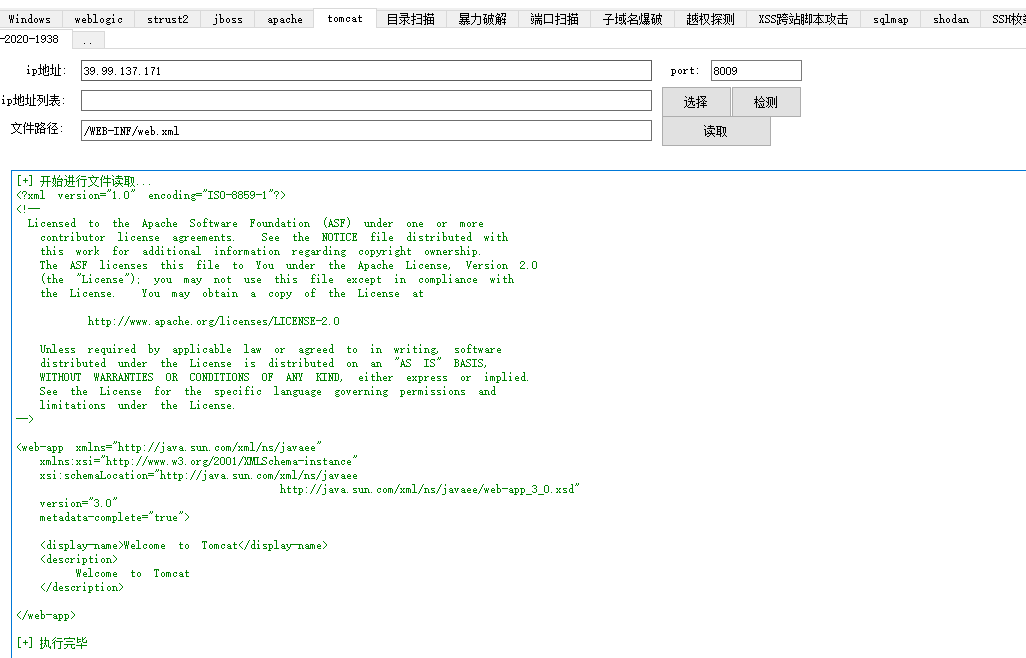 Windows weblogic strust2 jboss apache tomcat 目录扫描 暴力破解 端口扫描 子域名爆破 越权探测 XSS跨站脚本攻击 sqlmap shodan
-2020-1938 ..
ip地址: 39.99.137.171 port: 8009
ip地址列表: 选择 检测
文件路径: /WEB-INF/web.xml 读取
[+] 开始进行文件读取...
<?xml version="1.0" encoding="ISO-8859-1"?>
<!--
Licensed to the Apache Software Foundation (ASF) under one or more
contributor license agreements. See the NOTICE file distributed with
this work for additional information regarding copyright ownership.
The ASF licenses this file to You under the Apache License, Version 2.0
(the "License"); you may not use this file except in compliance with
the License. You may obtain a copy of the License at
http://www.apache.org/licenses/LICENSE-2.0
Unless required by applicable law or agreed to in writing, software
distributed under the License is distributed on an "AS IS" BASIS,
WITHOUT WARRANTIES OR CONDITIONS OF ANY KIND, either express or implied.
See the License for the specific language governing permissions and
limitations under the License.
-->
<web-app xmlns="http://java.sun.com/xml/ns/javaee"
xmlns:xsi="http://www.w3.org/2001/XMLSchema-instance"
xsi:schemaLocation="http://java.sun.com/xml/ns/javaee
http://java.sun.com/xml/ns/javaee/web-app_3_0.xsd"
version="3.0"
metadata-complete="true">
<display-name>Welcome to Tomcat</display-name>
<description>
Welcome to Tomcat
</description>
</web-app>
[+] 执行完毕